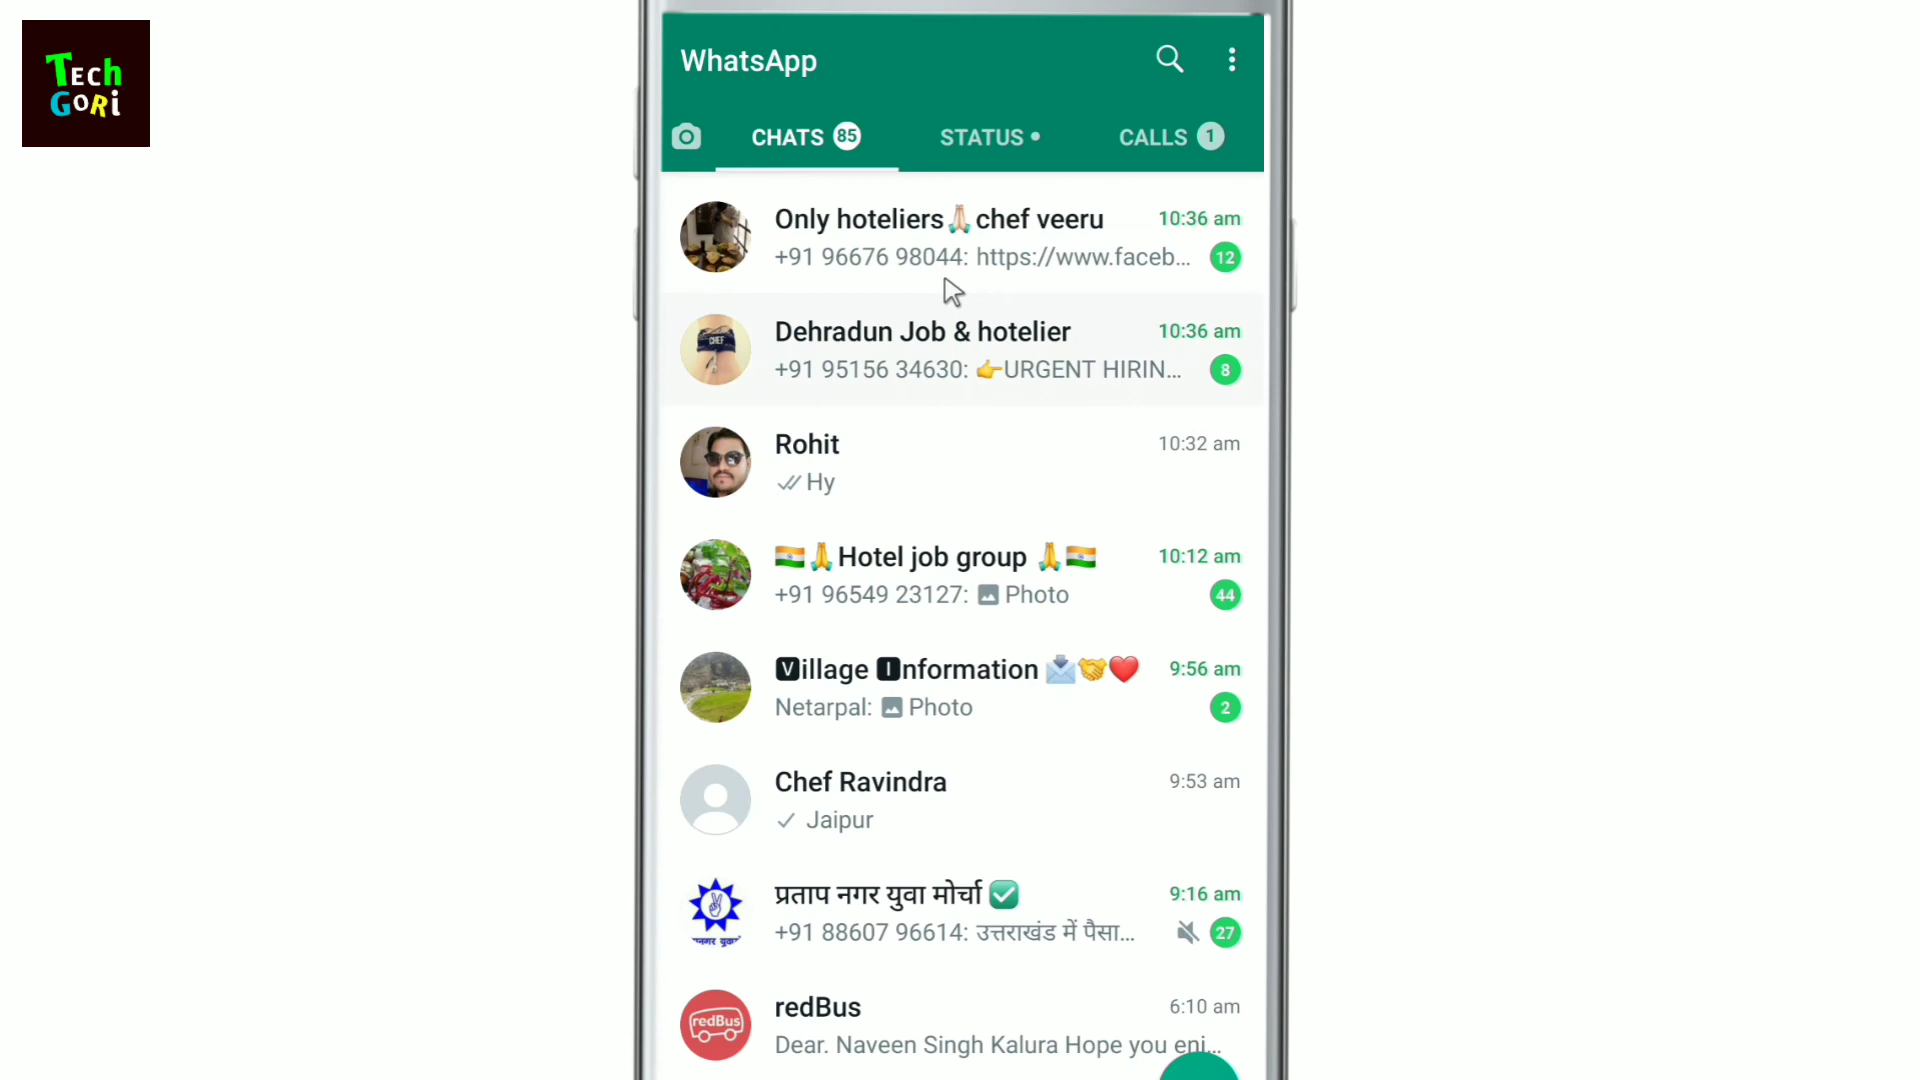 Tech
Gori
WhatsApp
CHATS 85 STATUS • CALLS 1
Only hoteliers🙏🏻chef veeru 10:36 am
+91 96676 98044: https://www.faceb... 12
Dehradun Job & hotelier 10:36 am
CHEF
+91 95156 34630: 👉URGENT HIRIN... 8
Rohit 10:32 am
Hy
🇮🇳🙏Hotel job group 🙏🇮🇳 10:12 am
+91 96549 23127: Photo 44
🆅illage 🅸nformation 📩🤝❤️ 9:56 am
Netarpal: Photo 2
Chef Ravindra 9:53 am
Jaipur
प्रताप नगर युवा मोर्चा ✅ 9:16 am
+91 88607 96614: उत्तराखंड में पैसा... 27
redBus 6:10 am
redBus
Dear. Naveen Singh Kalura Hope you enj...